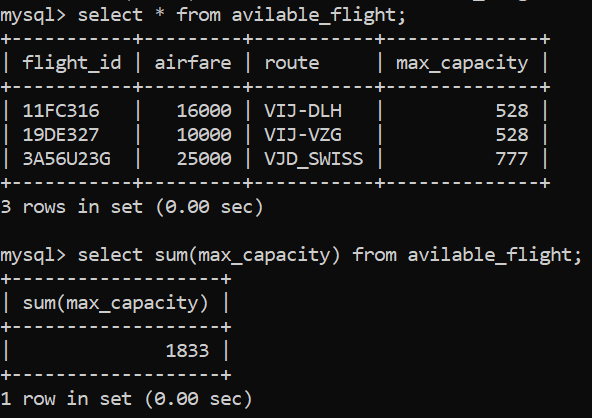 mysql> select * from avilable_flight;
+-----------+---------+-----------+--------------+
| flight_id | airfare | route     | max_capacity |
+-----------+---------+-----------+--------------+
| 11FC316   |   16000 | VIJ-DLH   |          528 |
| 19DE327   |   10000 | VIJ-VZG   |          528 |
| 3A56U23G  |   25000 | VJD_SWISS |          777 |
+-----------+---------+-----------+--------------+
3 rows in set (0.00 sec)

mysql> select sum(max_capacity) from avilable_flight;
+-------------------+
| sum(max_capacity) |
+-------------------+
|              1833 |
+-------------------+
1 row in set (0.00 sec)